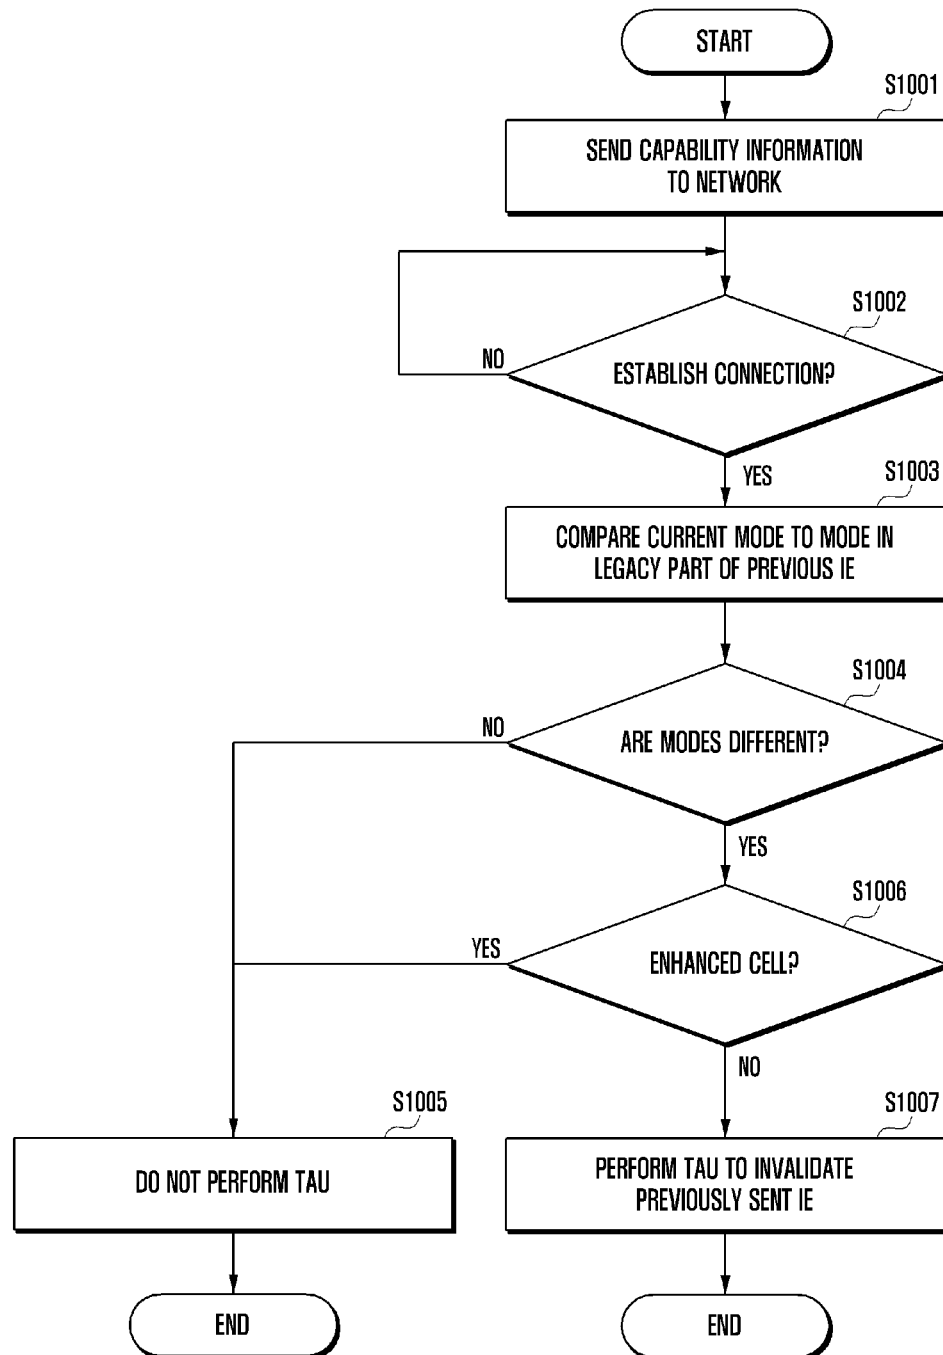 START
S1001
SEND CAPABILITY INFORMATION
TO NETWORK
S1002
NO
ESTABLISH CONNECTION?
YES
S1003
COMPARE CURRENT MODE TO MODE IN
LEGACY PART OF PREVIOUS IE
S1004
NO
ARE MODES DIFFERENT?
YES
S1006
YES
ENHANCED CELL?
NO
S1005
S1007
DO NOT PERFORM TAU
PERFORM TAU TO INVALIDATE
PREVIOUSLY SENT IE
END
END